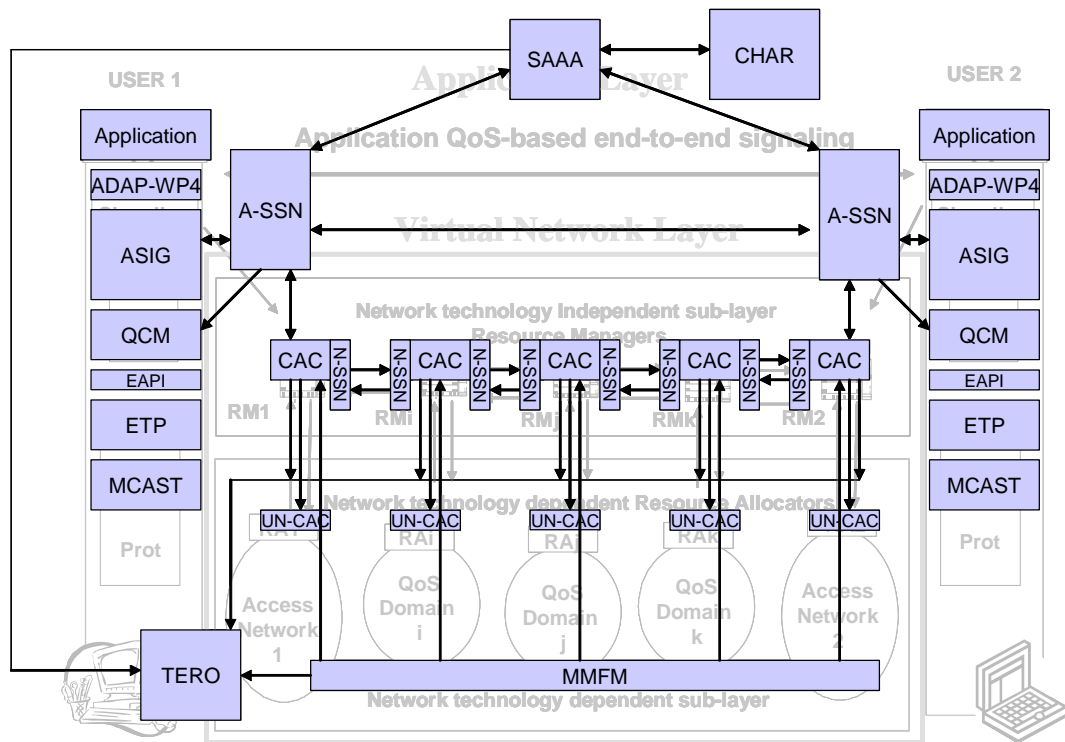 SAAA
CHAR
USER 1
USER 2
Layer
Application
Application QoS-based end-to-end signaling
Application
ADAP-WP4
A-SSN
A-SSN
ADAP-WP4
ASIG
Virtual Network Layer
ASIG
QCM
Network technology Independent sub-layer
Resource Managers
QCM
CAC
N-SSN
N-SSN
CAC
N-SSN
N-SSN
CAC
N-SSN
N-SSN
CAC
N-SSN
N-SSN
CAC
EAPI
EAPI
RM1
RMi
RMj
RMk
RM2
ETP
ETP
MCAST
MCAST
Network technology dependent Resource Allocators
UN-CAC
UN-CAC
UN-CAC
UN-CAC
UN-CAC
RAi
RAj
RAk
Prot
Prot
Access
Network
1
QoS
Domain
i
QoS
Domain
j
QoS
Domain
k
Access
Network
2
TERO
MMFM
Network technology dependent sub-layer